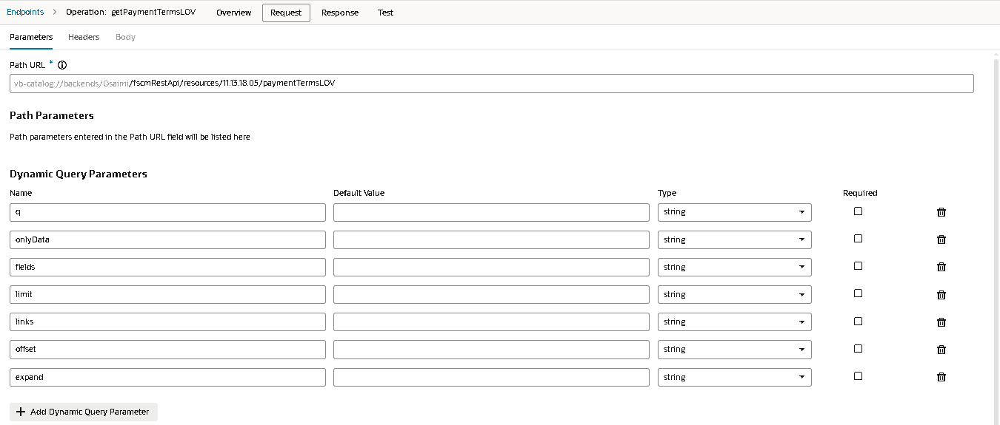 Endpoints > Operation: getPaymentTermsLOV Overview Request Response Test
Parameters Headers Body
Path URL *
vb-catalog://backends/Osaimi/fscmRestApi/resources/11.13.18.05/paymentTermsLOV
Path Parameters
Path parameters entered in the Path URL field will be listed here
Dynamic Query Parameters
Name Default Value Type Required
q string
onlyData string
fields string
limit string
links string
offset string
expand string
+ Add Dynamic Query Parameter